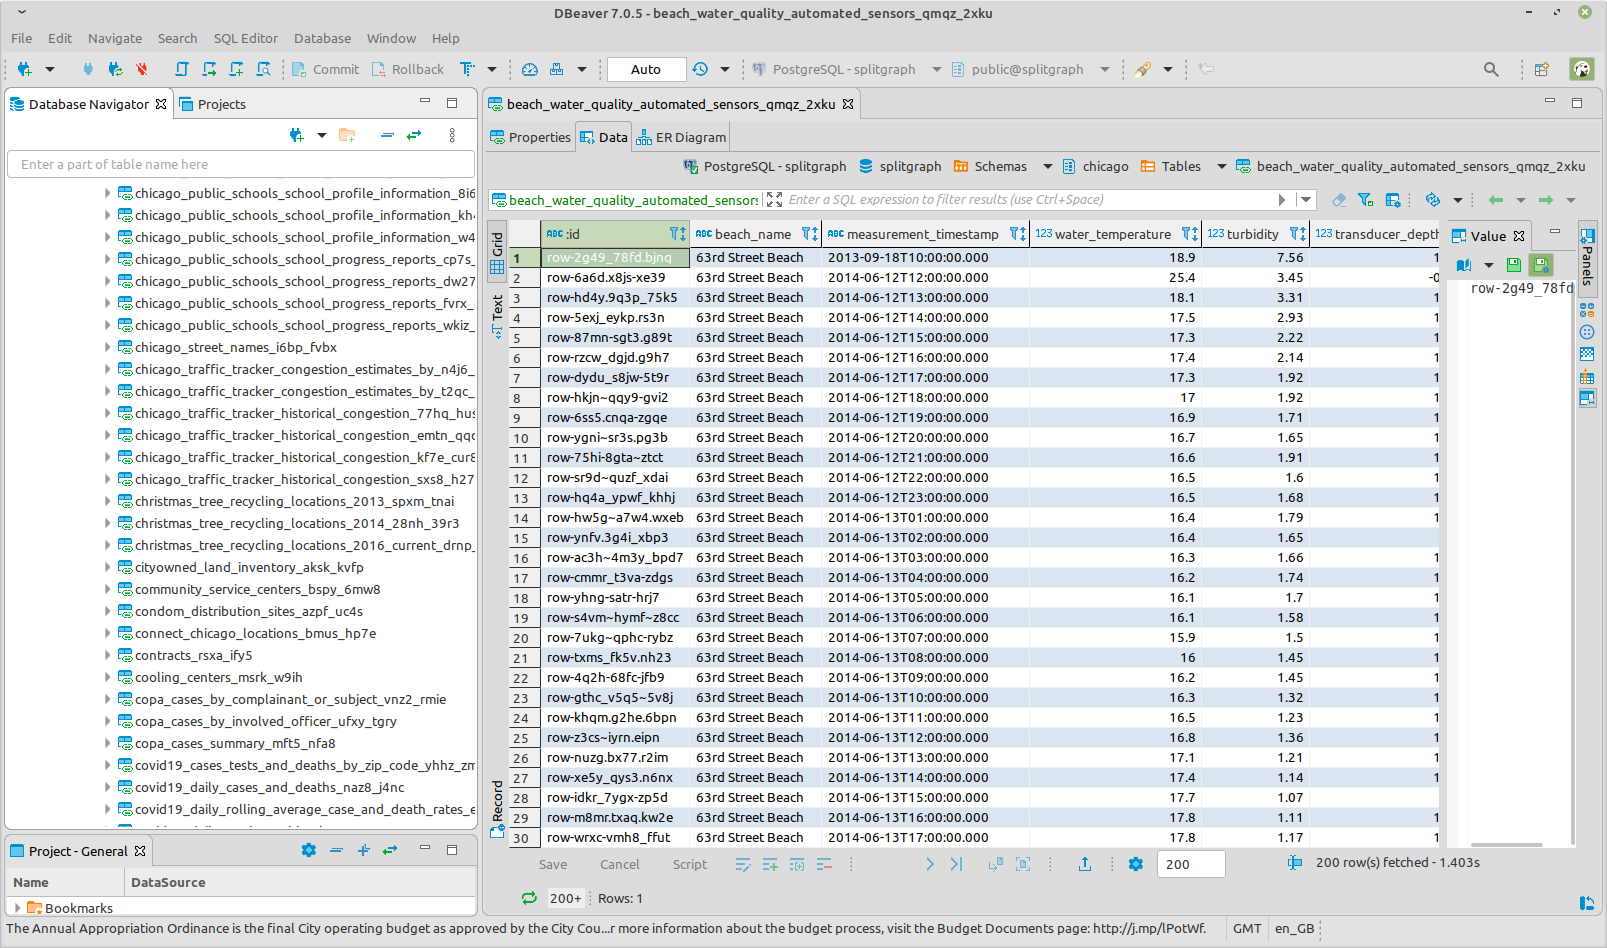 DBeaver 7.0.5 - beach_water_quality_automated_sensors_qmqz_2xku
File Edit Navigate Search SQL Editor Database Window Help
Commit Rollback Auto PostgreSQL - splitgraph public@splitgraph
Database Navigator Projects
Enter a part of table name here
chicago_public_schools_school_profile_information_8i6
chicago_public_schools_school_profile_information_kh4
chicago_public_schools_school_profile_information_w4
chicago_public_schools_school_progress_reports_cp7s_
chicago_public_schools_school_progress_reports_dw27
chicago_public_schools_school_progress_reports_fvrx_
chicago_public_schools_school_progress_reports_wkiz_
chicago_street_names_i6bp_fvbx
chicago_traffic_tracker_congestion_estimates_by_n4j6_
chicago_traffic_tracker_congestion_estimates_by_t2qc_
chicago_traffic_tracker_historical_congestion_77hq_hus
chicago_traffic_tracker_historical_congestion_emtn_qqc
chicago_traffic_tracker_historical_congestion_kf7e_cur8
chicago_traffic_tracker_historical_congestion_sxs8_h27
christmas_tree_recycling_locations_2013_spxm_tnai
christmas_tree_recycling_locations_2014_28nh_39r3
christmas_tree_recycling_locations_2016_current_drnp_
cityowned_land_inventory_aksk_kvfp
community_service_centers_bspy_6mw8
condom_distribution_sites_azpf_uc4s
connect_chicago_locations_bmus_hp7e
contracts_rsxa_ify5
cooling_centers_msrk_w9ih
copa_cases_by_complainant_or_subject_vnz2_rmie
copa_cases_by_involved_officer_ufxy_tgry
copa_cases_summary_mft5_nfa8
covid19_cases_tests_and_deaths_by_zip_code_yhhz_zm
covid19_daily_cases_and_deaths_naz8_j4nc
covid19_daily_rolling_average_case_and_death_rates_e
Project - General
Name DataSource
Bookmarks
beach_water_quality_automated_sensors_qmqz_2xku
Properties Data ER Diagram
PostgreSQL - splitgraph splitgraph Schemas chicago Tables beach_water_quality_automated_sensors_qmqz_2xku
beach_water_quality_automated_sensors Enter a SQL expression to filter results (use Ctrl+Space)
Grid
Text
Record
ABC :id ABC beach_name ABC measurement_timestamp 123 water_temperature 123 turbidity 123 transducer_depth
1 row-2g49_78fd.bjnq 63rd Street Beach 2013-09-18T10:00:00.000 18.9 7.56 1
2 row-6a6d.x8js-xe39 63rd Street Beach 2014-06-12T12:00:00.000 25.4 3.45 -0
3 row-hd4y.9q3p_75k5 63rd Street Beach 2014-06-12T13:00:00.000 18.1 3.31 1
4 row-5exj_eykp.rs3n 63rd Street Beach 2014-06-12T14:00:00.000 17.5 2.93 1
5 row-87mn-sgt3.g89t 63rd Street Beach 2014-06-12T15:00:00.000 17.3 2.22 1
6 row-rzcw_dgjd.g9h7 63rd Street Beach 2014-06-12T16:00:00.000 17.4 2.14 1
7 row-dydu_s8jw-5t9r 63rd Street Beach 2014-06-12T17:00:00.000 17.3 1.92 1
8 row-hkjn~qqy9-gvi2 63rd Street Beach 2014-06-12T18:00:00.000 17 1.92 1
9 row-6ss5.cnqa-zgqe 63rd Street Beach 2014-06-12T19:00:00.000 16.9 1.71 1
10 row-ygni~sr3s.pg3b 63rd Street Beach 2014-06-12T20:00:00.000 16.7 1.65 1
11 row-75hi-8gta~ztct 63rd Street Beach 2014-06-12T21:00:00.000 16.6 1.91 1
12 row-sr9d~quzf_xdai 63rd Street Beach 2014-06-12T22:00:00.000 16.5 1.6 1
13 row-hq4a_ypwf_khhj 63rd Street Beach 2014-06-12T23:00:00.000 16.5 1.68 1
14 row-hw5g~a7w4.wxeb 63rd Street Beach 2014-06-13T01:00:00.000 16.4 1.79 1
15 row-ynfv.3g4i_xbp3 63rd Street Beach 2014-06-13T02:00:00.000 16.4 1.65
16 row-ac3h~4m3y_bpd7 63rd Street Beach 2014-06-13T03:00:00.000 16.3 1.66 1
17 row-cmmr_t3va-zdgs 63rd Street Beach 2014-06-13T04:00:00.000 16.2 1.74 1
18 row-yhng-satr-hrj7 63rd Street Beach 2014-06-13T05:00:00.000 16.1 1.7 1
19 row-s4vm~hymf~z8cc 63rd Street Beach 2014-06-13T06:00:00.000 16.1 1.58 1
20 row-7ukg~qphc-rybz 63rd Street Beach 2014-06-13T07:00:00.000 15.9 1.5 1
21 row-txms_fk5v.nh23 63rd Street Beach 2014-06-13T08:00:00.000 16 1.45 1
22 row-4q2h-68fc-jfb9 63rd Street Beach 2014-06-13T09:00:00.000 16.2 1.45 1
23 row-gthc_v5q5~5v8j 63rd Street Beach 2014-06-13T10:00:00.000 16.3 1.32 1
24 row-khqm.g2he.6bpn 63rd Street Beach 2014-06-13T11:00:00.000 16.5 1.23 1
25 row-z3cs~iyrn.eipn 63rd Street Beach 2014-06-13T12:00:00.000 16.8 1.36 1
26 row-nuzg.bx77.r2im 63rd Street Beach 2014-06-13T13:00:00.000 17.1 1.21 1
27 row-xe5y_qys3.n6nx 63rd Street Beach 2014-06-13T14:00:00.000 17.4 1.14 1
28 row-idkr_7ygx-zp5d 63rd Street Beach 2014-06-13T15:00:00.000 17.7 1.07
29 row-m8mr.txaq.kw2e 63rd Street Beach 2014-06-13T16:00:00.000 17.8 1.11 1
30 row-wrxc-vmh8_ffut 63rd Street Beach 2014-06-13T17:00:00.000 17.8 1.17 1
Value
row-2g49_78fd
Panels
Save Cancel Script 200 200 row(s) fetched - 1.403s
200+ Rows: 1
The Annual Appropriation Ordinance is the final City operating budget as approved by the City Cou...r more information about the budget process, visit the Budget Documents page: http://j.mp/lPotWf. GMT en_GB